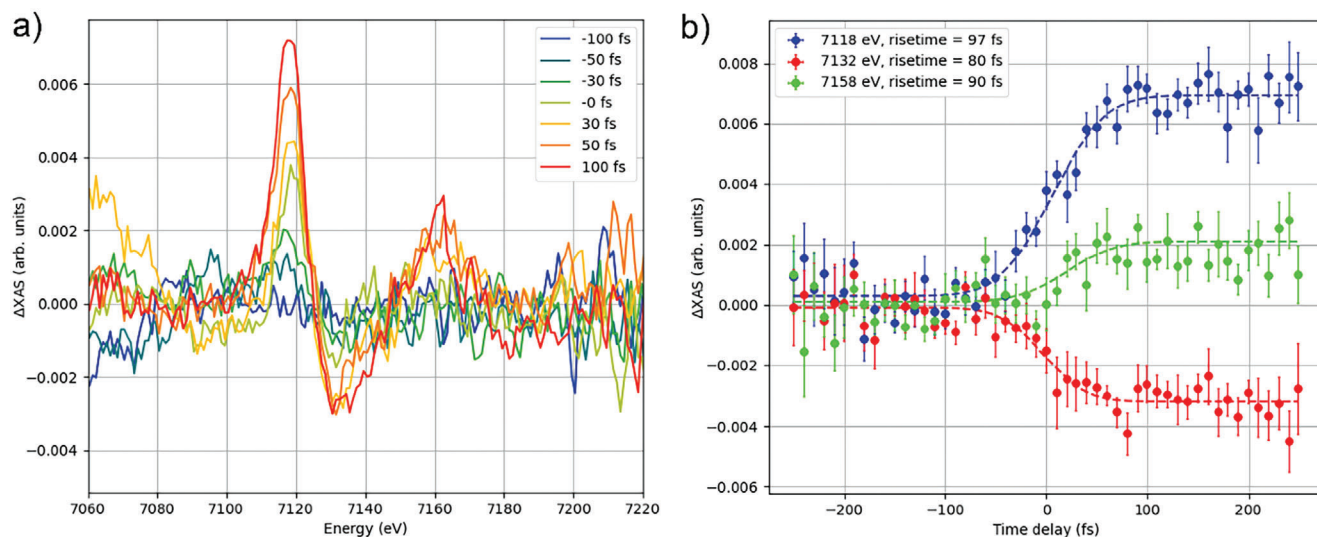 a)
-100 fs
-50 fs
-30 fs
-0 fs
30 fs
50 fs
100 fs
0.006
0.004
0.002
0.000
−0.002
−0.004
7060
7080
7100
7120
7140
7160
7180
7200
7220
Energy (eV)
ΔXAS (arb. units)
b)
7118 eV, risetime = 97 fs
7132 eV, risetime = 80 fs
7158 eV, risetime = 90 fs
0.008
0.006
0.004
0.002
0.000
−0.002
−0.004
−0.006
−200
−100
0
100
200
Time delay (fs)
ΔXAS (arb. units)